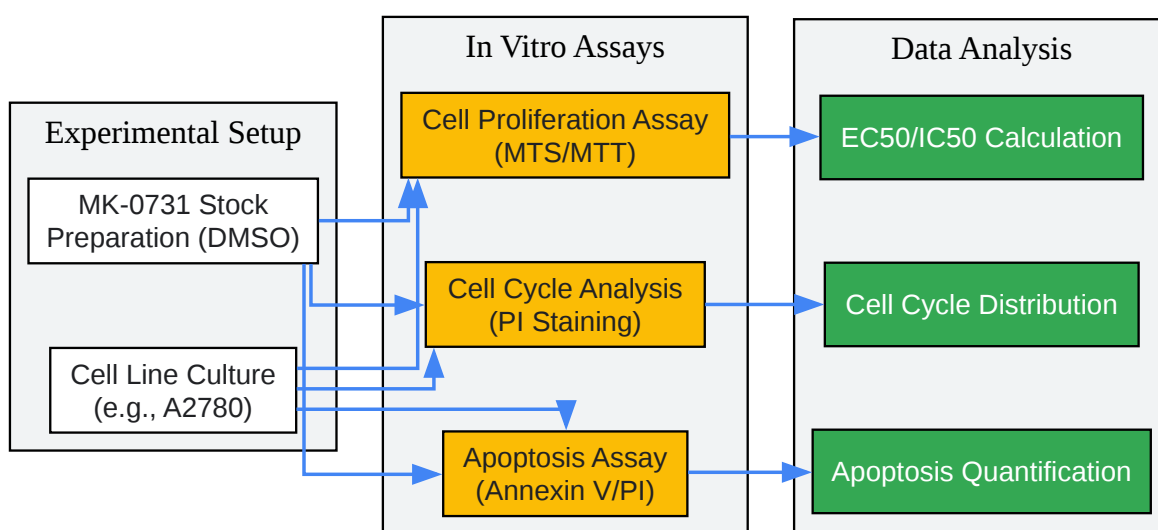 Experimental Setup
MK-0731 Stock
Preparation (DMSO)
Cell Line Culture
(e.g., A2780)
In Vitro Assays
Cell Proliferation Assay
(MTS/MTT)
Cell Cycle Analysis
(PI Staining)
Apoptosis Assay
(Annexin V/PI)
Data Analysis
EC50/IC50 Calculation
Cell Cycle Distribution
Apoptosis Quantification